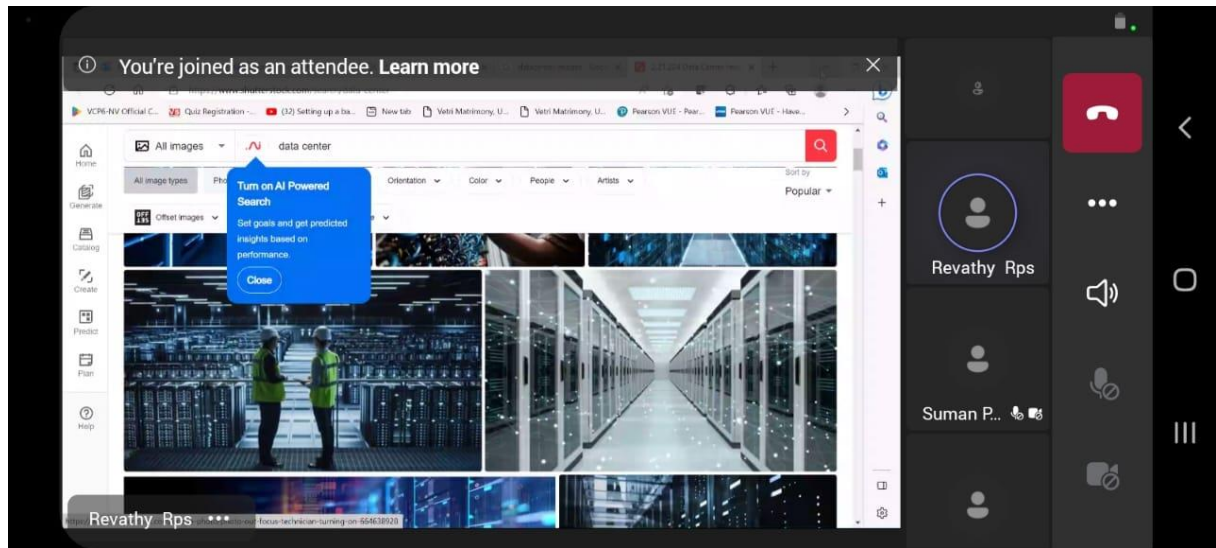 You're joined as an attendee. Learn more
VCP6-NV Official C...
Quiz Registration -...
(32) Setting up a ba...
New tab
Vetri Matrimony, U...
Vetri Matrimony, U...
Pearson VUE - Pear...
Pearson VUE - Have...
All images
data center
Home
Generate
Catalog
Create
Predict
Plan
Help
All image types
Pho
Orientation
Color
People
Artists
Sort by
Popular
OFF
SET
Offset images
Turn on AI Powered
Search
Set goals and get predicted
insights based on
performance.
Close
Revathy Rps
Suman P...
Revathy Rps